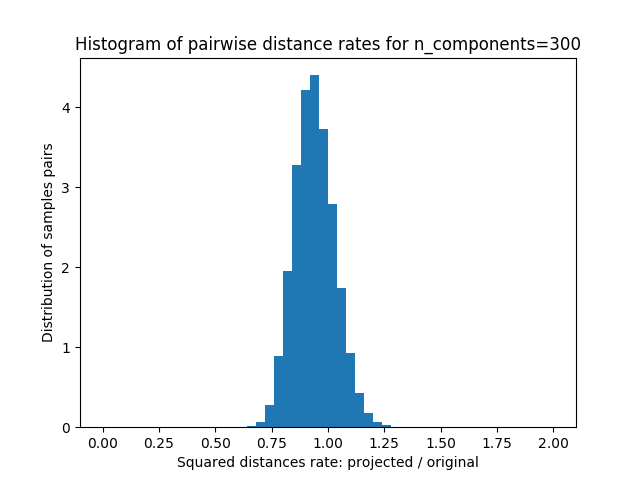 Histogram of pairwise distance rates for n_components=300
Distribution of samples pairs
4
3
2
1
0
0.00 0.25 0.50 0.75 1.00 1.25 1.50 1.75 2.00
Squared distances rate: projected / original